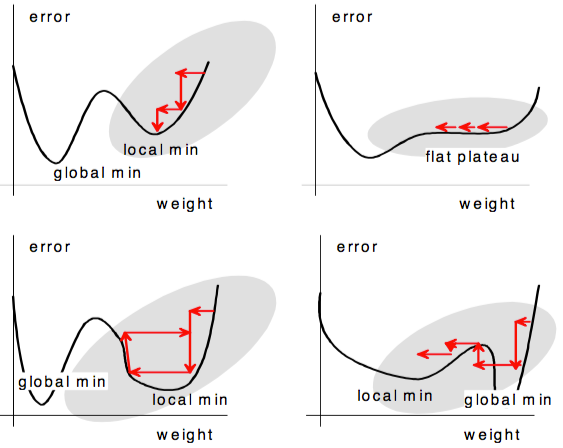 error
local min
global min
weight
error
flat plateau
weight
error
global min
local min
weight
error
local min
global min
weight